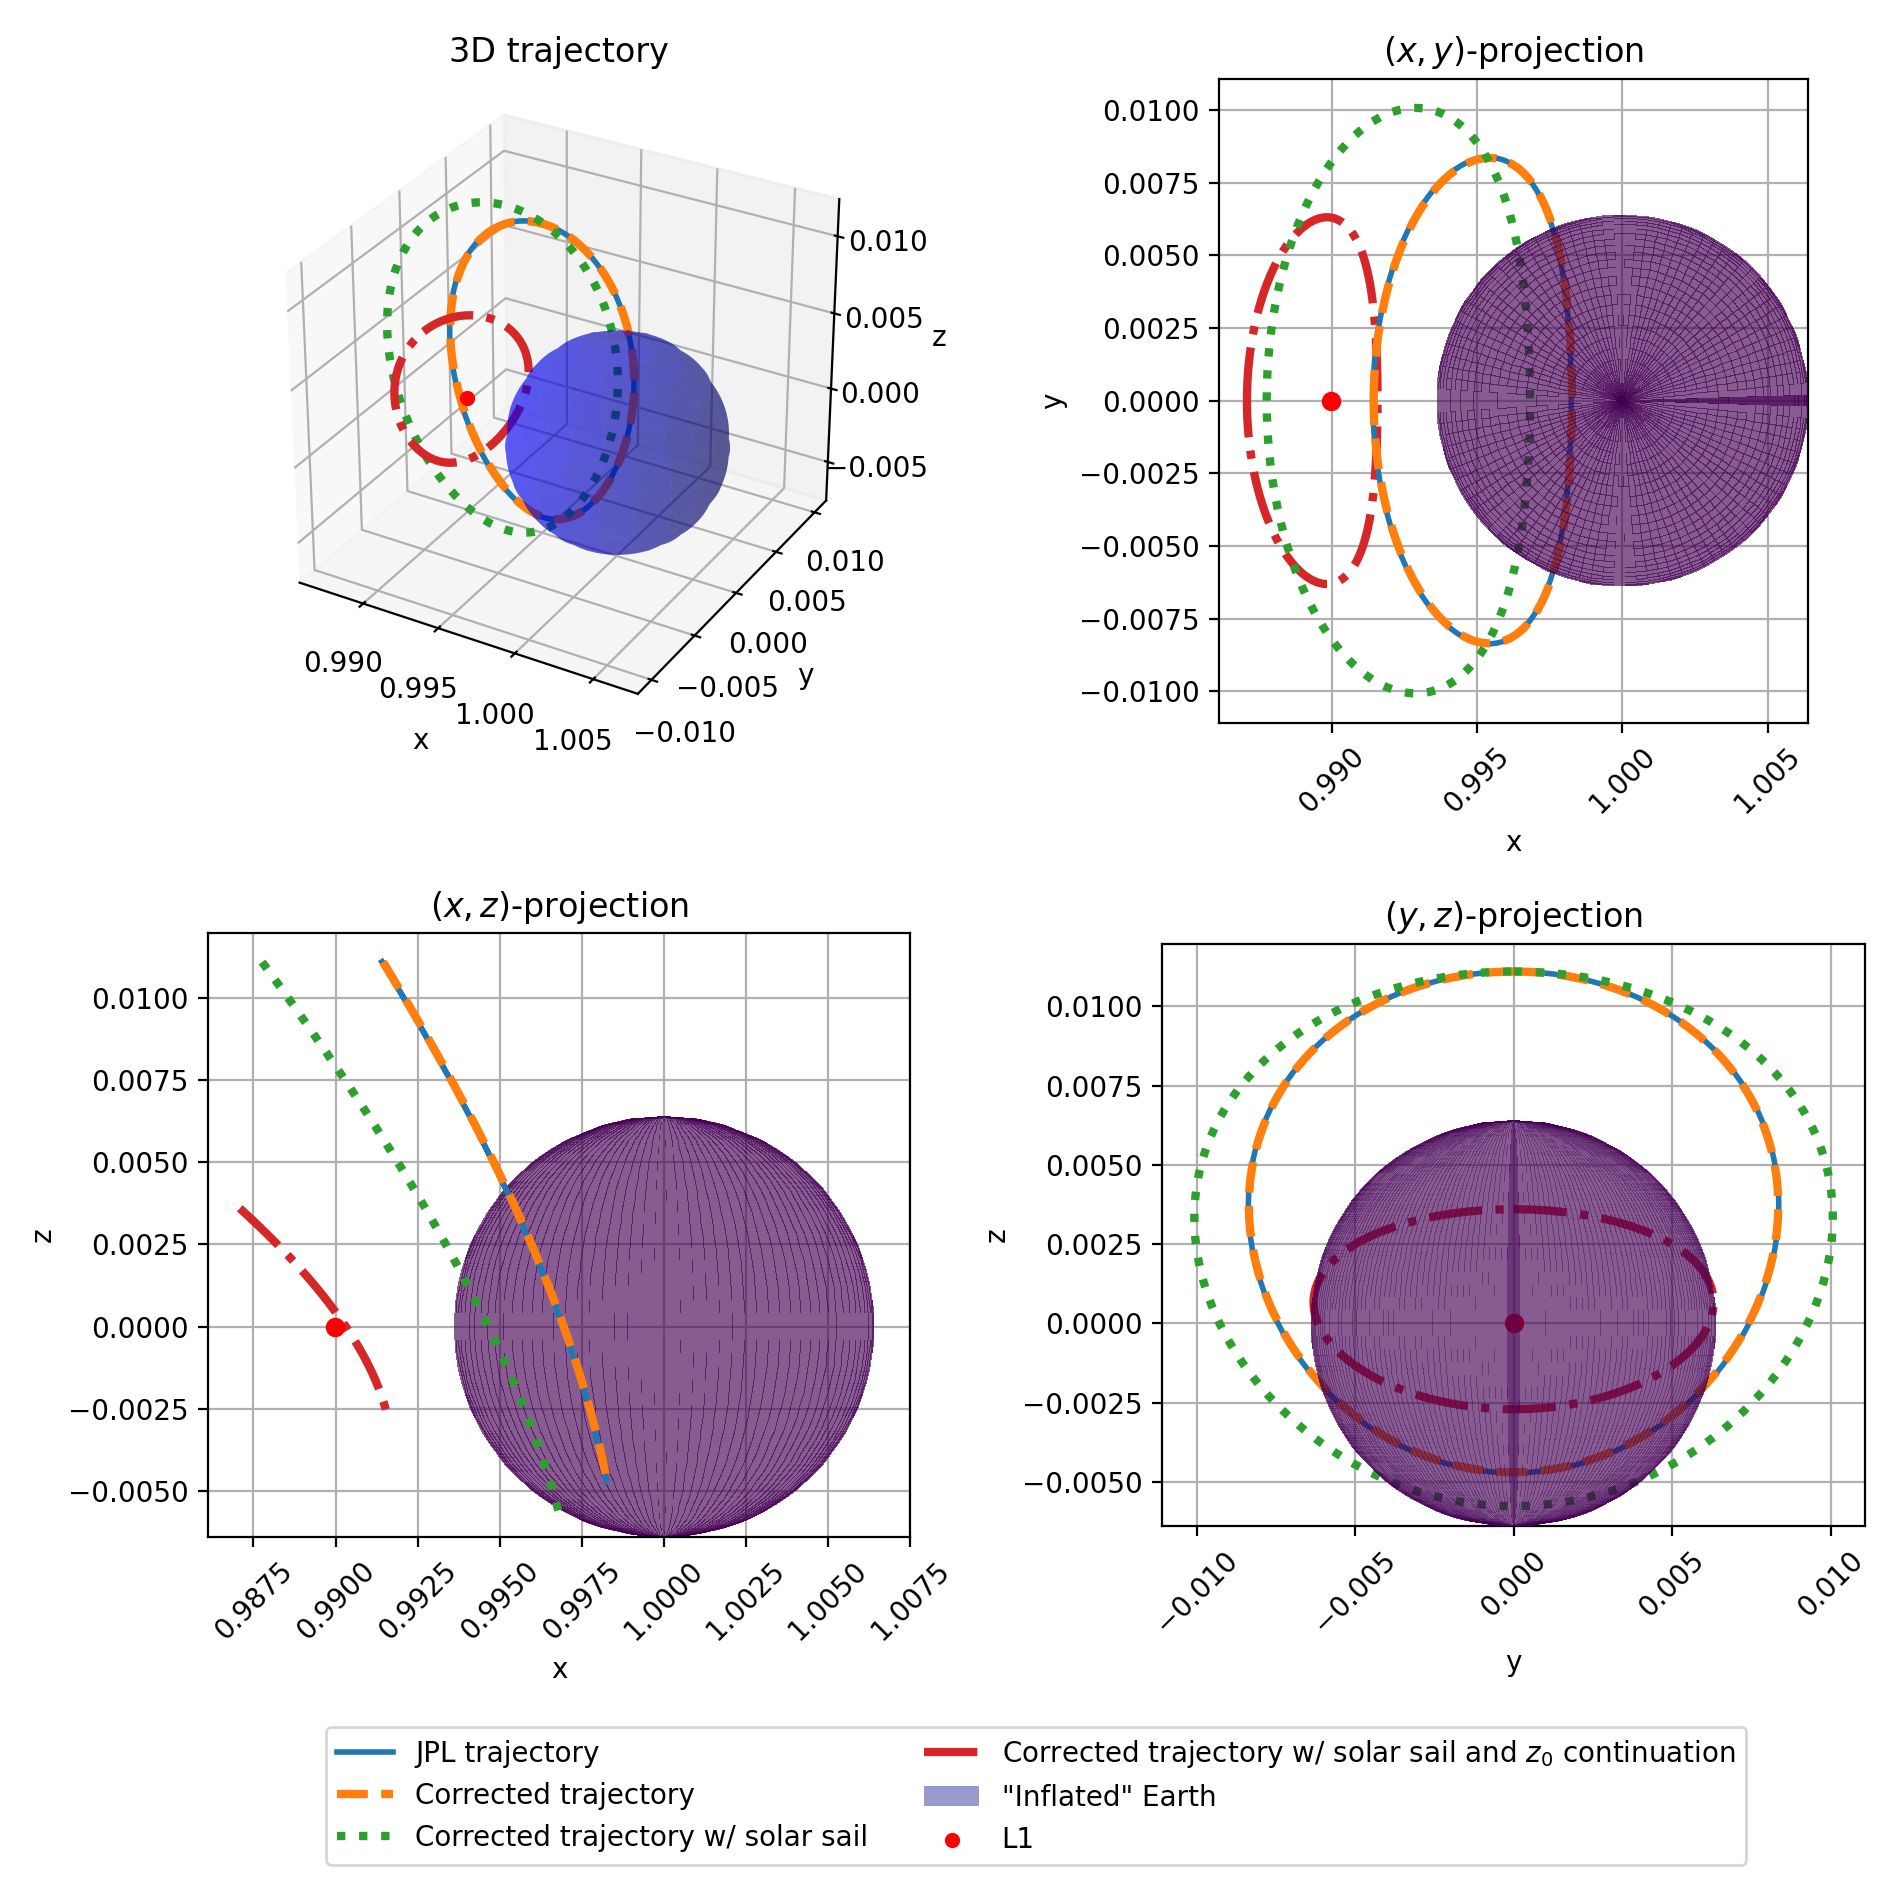 3D trajectory
0.010
0.005
0.000
−0.005
z
0.010
0.005
0.000
−0.005
−0.010
y
0.990
0.995
1.000
1.005
x
(x, y)-projection
0.0100
0.0075
0.0050
0.0025
0.0000
−0.0025
−0.0050
−0.0075
−0.0100
y
0.990
0.995
1.000
1.005
x
(x, z)-projection
0.0100
0.0075
0.0050
0.0025
0.0000
−0.0025
−0.0050
z
0.9875
0.9900
0.9925
0.9950
0.9975
1.0000
1.0025
1.0050
1.0075
x
(y, z)-projection
0.0100
0.0075
0.0050
0.0025
0.0000
−0.0025
−0.0050
z
−0.010
−0.005
0.000
0.005
0.010
y
JPL trajectory
Corrected trajectory
Corrected trajectory w/ solar sail
Corrected trajectory w/ solar sail and z₀ continuation
"Inflated" Earth
L1